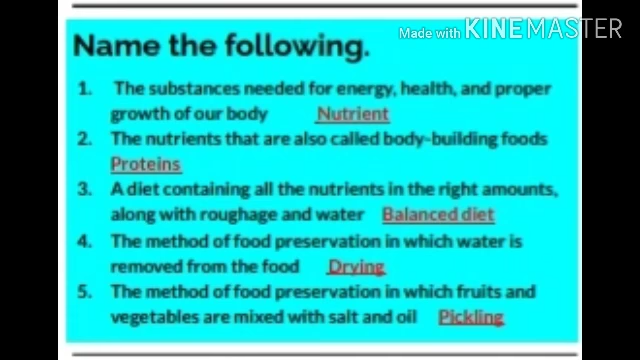 Made with KINEMASTER
Name the following.
1. The substances needed for energy, health, and proper
growth of our body Nutrient
2. The nutrients that are also called body-building foods
Proteins
3. A diet containing all the nutrients in the right amounts,
along with roughage and water Balanced diet
4. The method of food preservation in which water is
removed from the food Drying
5. The method of food preservation in which fruits and
vegetables are mixed with salt and oil Pickling